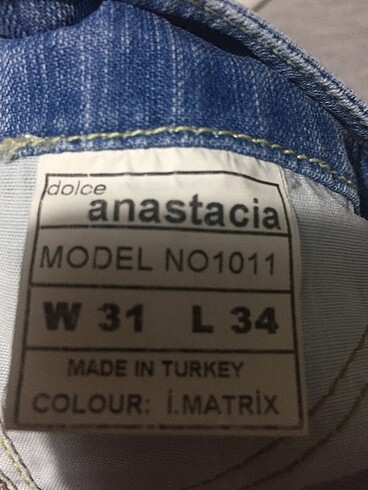 dolce
anastacia
MODEL NO1011
W 31 L 34
MADE IN TURKEY
COLOUR: İ.MATRİX